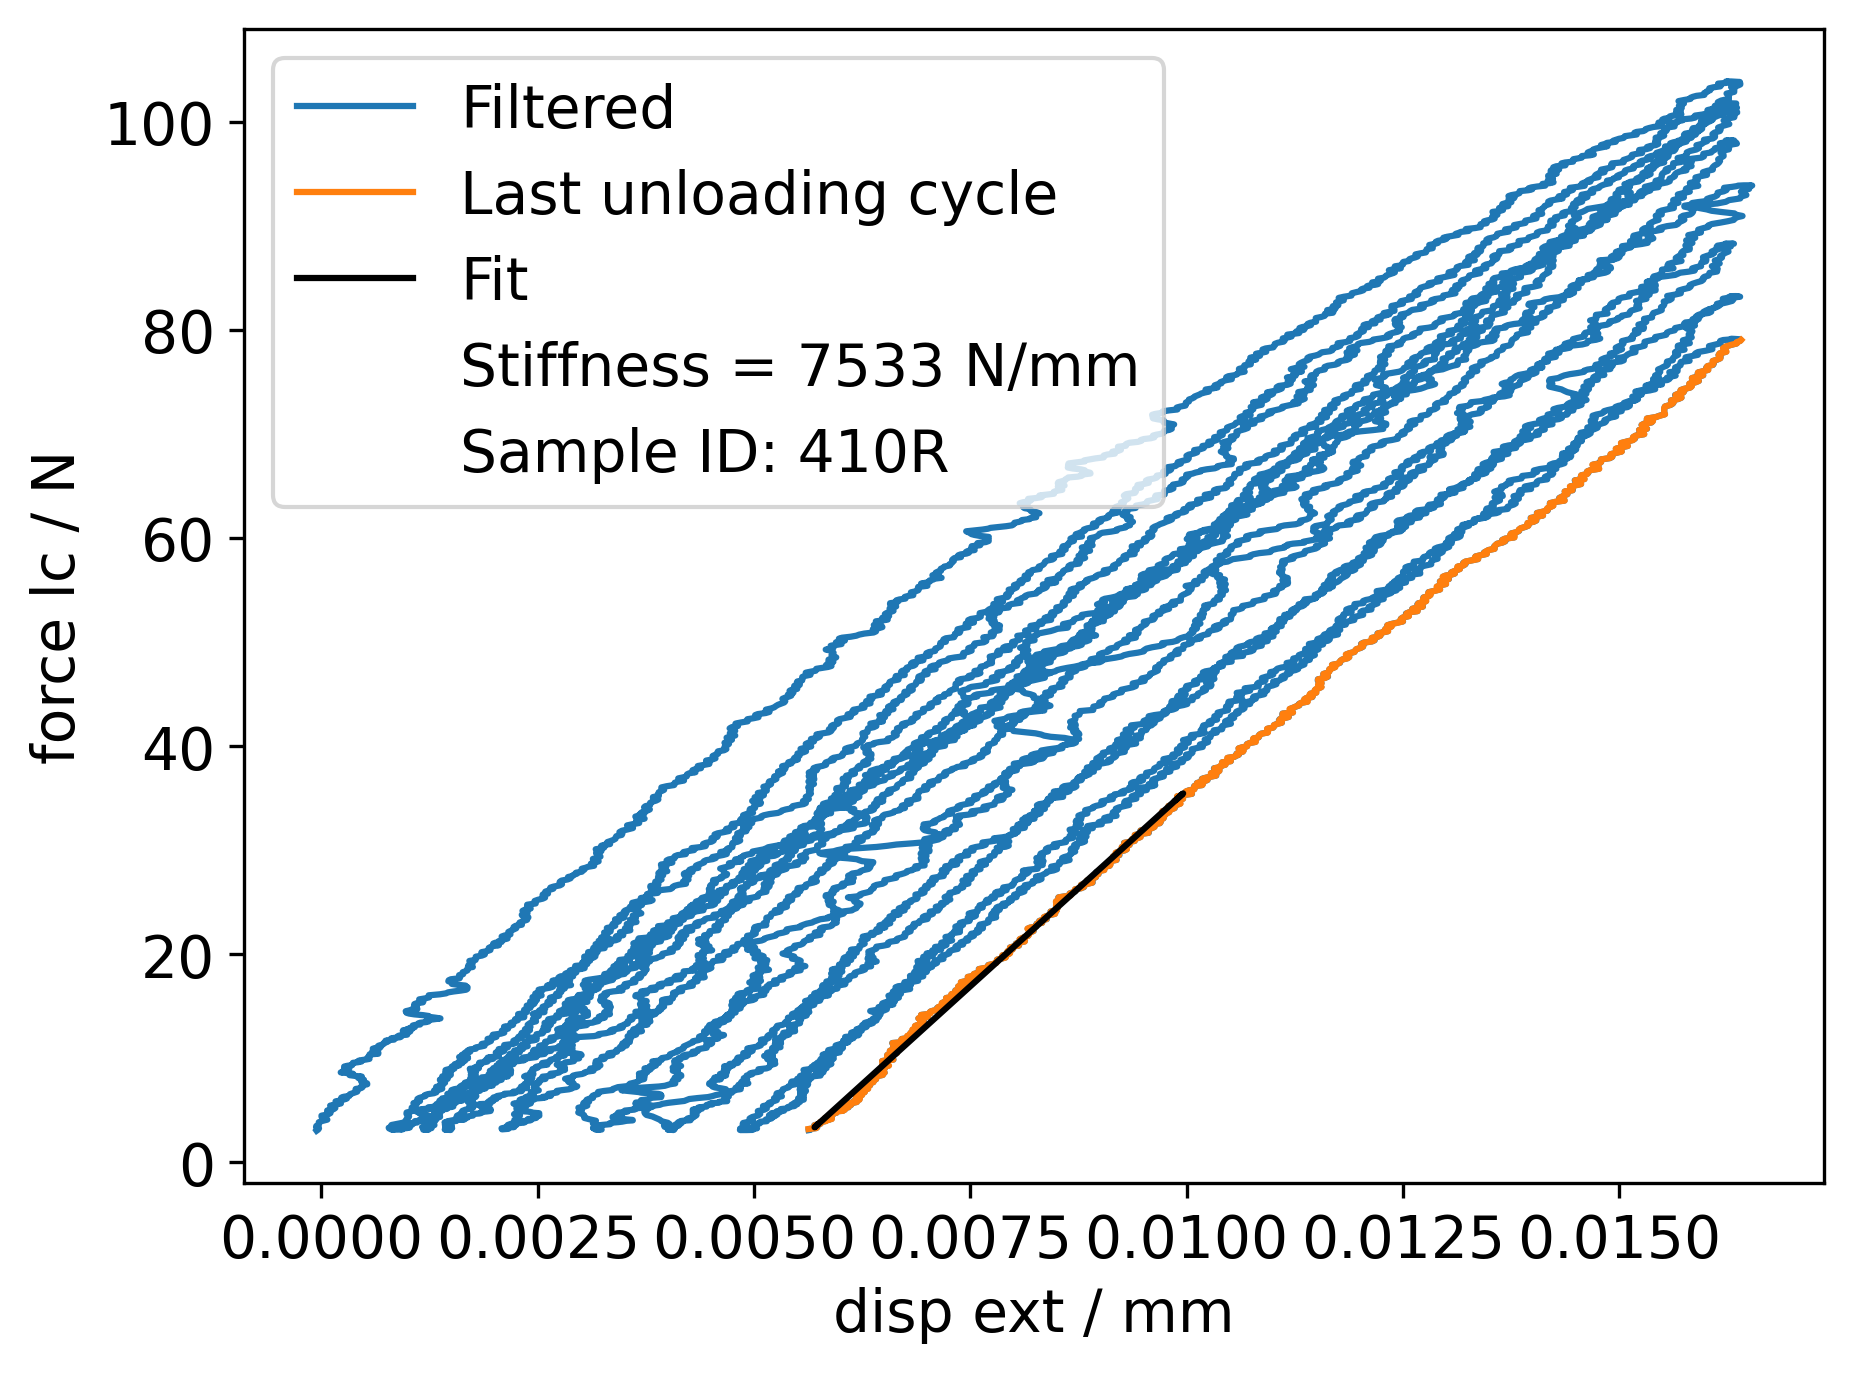 Filtered
Last unloading cycle
Fit
Stiffness = 7533 N/mm
Sample ID: 410R
100
80
60
40
20
0
force lc / N
0.0000 0.0025 0.0050 0.0075 0.0100 0.0125 0.0150
disp ext / mm